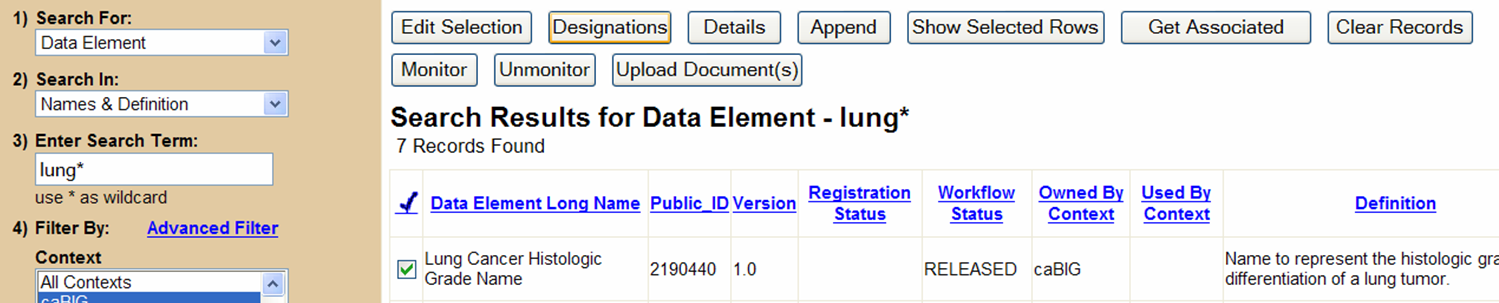 1) Search For:
Data Element
2) Search In:
Names & Definition
3) Enter Search Term:
lung*
use * as wildcard
4) Filter By: Advanced Filter
Context
All Contexts
caBIG
Edit Selection Designations Details Append Show Selected Rows Get Associated Clear Records
Monitor Unmonitor Upload Document(s)
Search Results for Data Element - lung*
7 Records Found
Data Element Long Name Public_ID Version Registration Status Workflow Status Owned By Context Used By Context Definition
Lung Cancer Histologic Grade Name 2190440 1.0 RELEASED caBIG Name to represent the histologic gra
differentiation of a lung tumor.